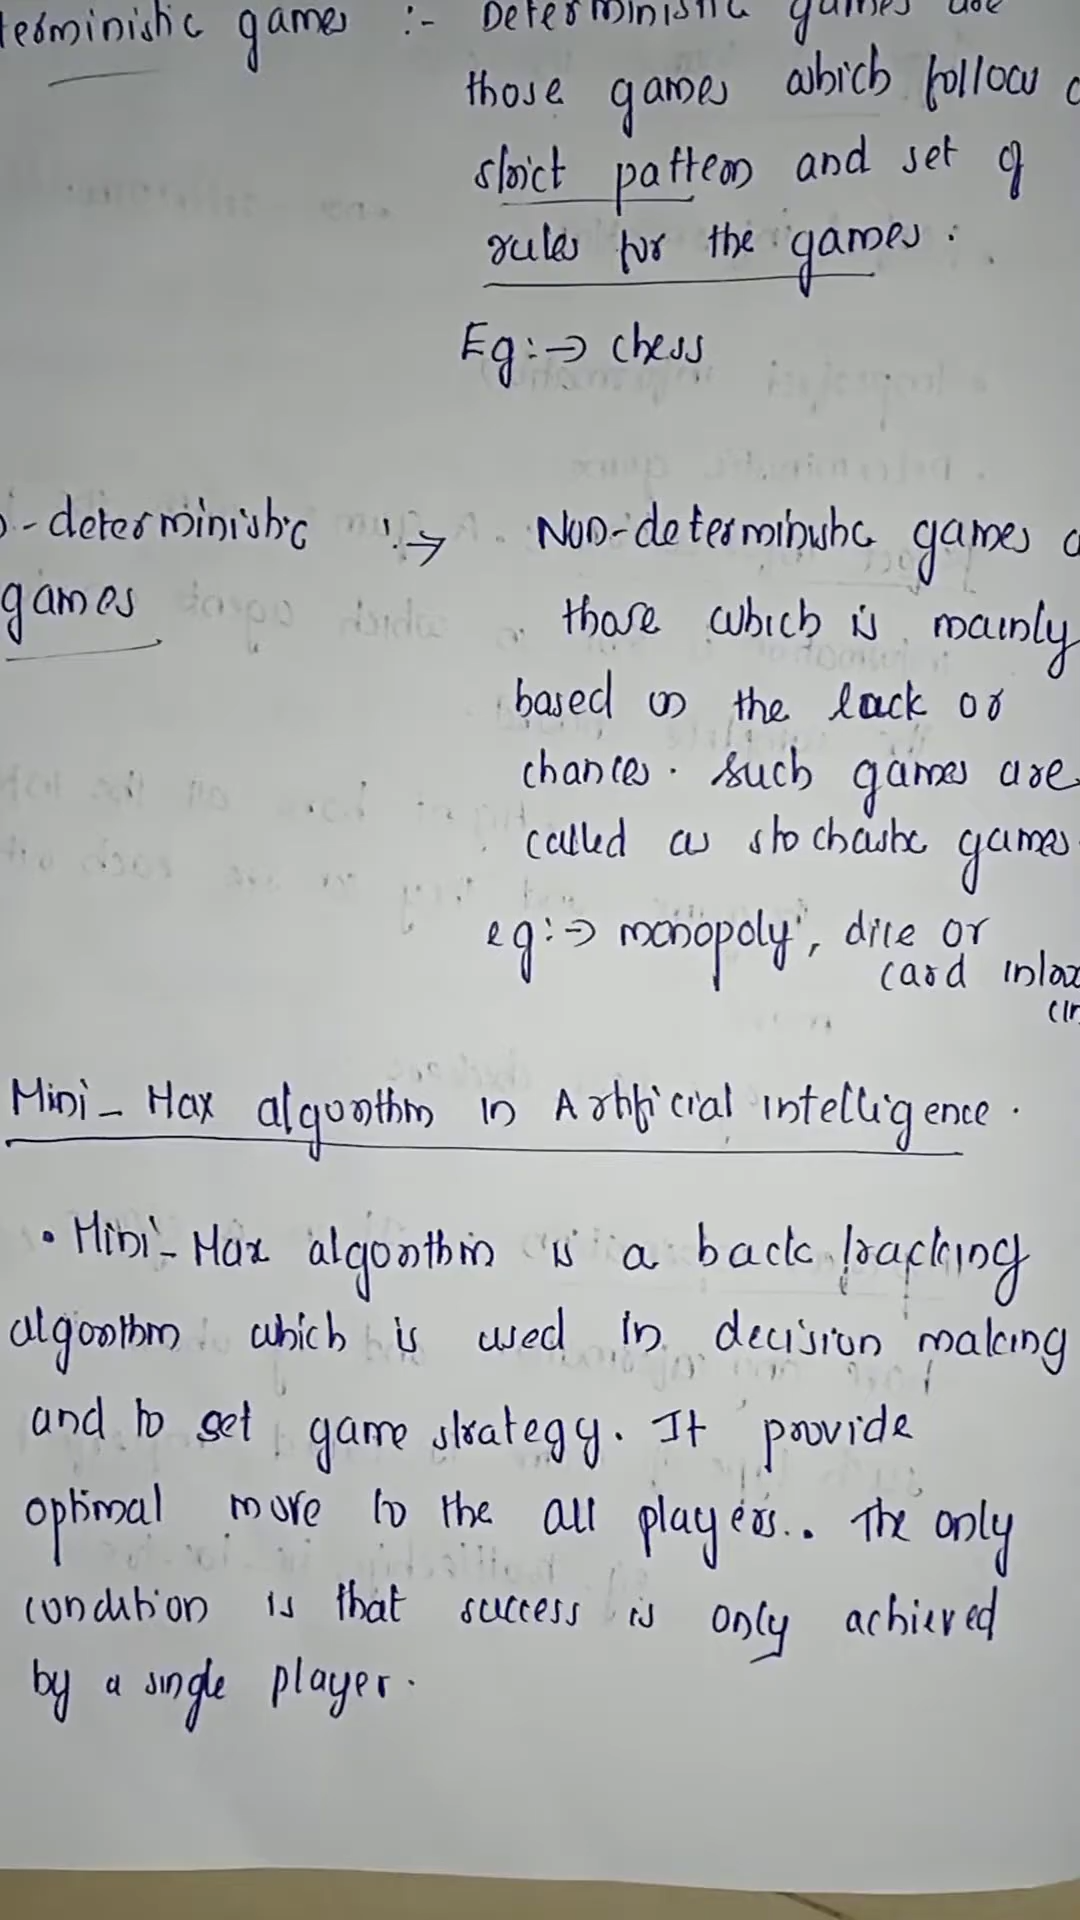 terministic games :- Deterministic games are
those games which follow a
strict pattern and set of
rules for the games.
Eg:→ chess
n-deterministic :→ Non-deterministic games a
games those which is mainly
based on the luck or
chances. such games are
called as stochastic games
eg:→ monopoly, dice or
card
Mini-Max algorithm in Artificial intelligence.
• Mini-Max algorithm is a back tracking
algorithm which is used in decision making
and to set game strategy. It provide
optimal move to the all players.. The only
condition is that success is only achieved
by a single player.